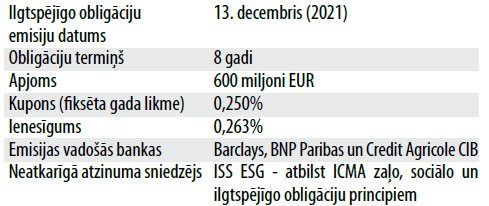 Ilgtspējīgo obligāciju 13. decembris (2021)
emisiju datums
Obligāciju termiņš 8 gadi
Apjoms 600 miljoni EUR
Kupons (fiksēta gada likme) 0,250%
Ienesīgums 0,263%
Emisijas vadošās bankas Barclays, BNP Paribas un Credit Agricole CIB
Neatkarīgā atzinuma sniedzējs ISS ESG - atbilst ICMA zaļo, sociālo un
ilgtspējīgo obligāciju principiem